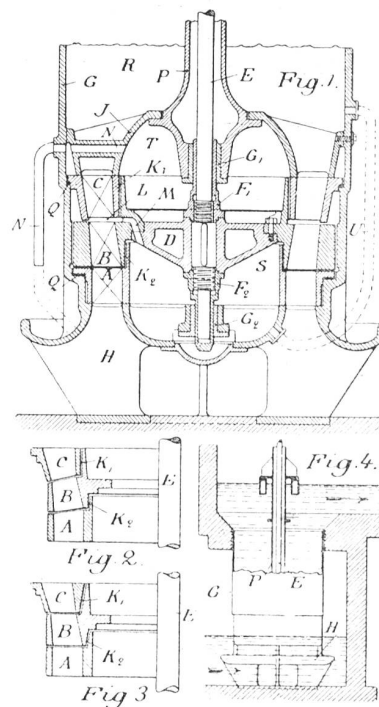 R
P
E
Fig. 1.
G
J
N
T
K₁
G₁
C
L
M
F₁
N
Q
D
U
B
A
K₂
S
Q
F₂
G₂
H
C
K₁
E
B
A
K₂
Fig. 2.
C
K₁
E
B
A
K₂
Fig 3
Fig. 4.
G
P
E
H